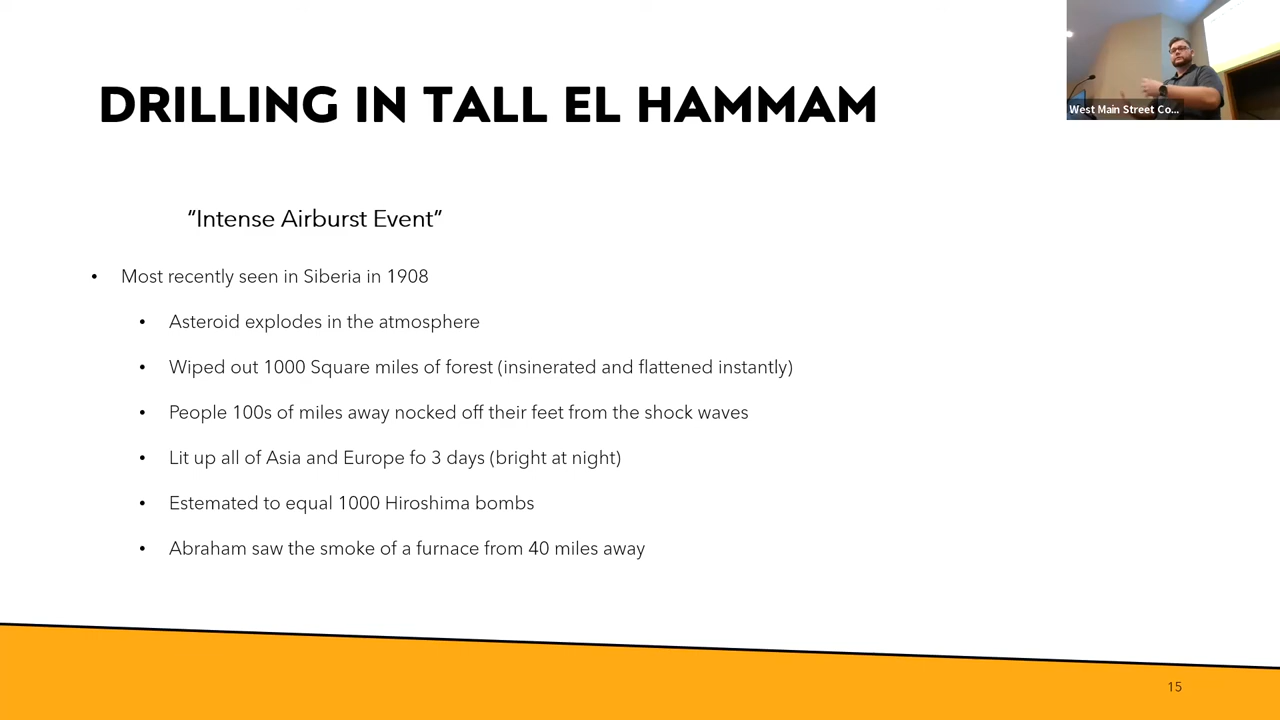 DRILLING IN TALL EL HAMMAM
West Main Street Co...
“Intense Airburst Event”
• Most recently seen in Siberia in 1908
• Asteroid explodes in the atmosphere
• Wiped out 1000 Square miles of forest (insinerated and flattened instantly)
• People 100s of miles away nocked off their feet from the shock waves
• Lit up all of Asia and Europe fo 3 days (bright at night)
• Estemated to equal 1000 Hiroshima bombs
• Abraham saw the smoke of a furnace from 40 miles away
15